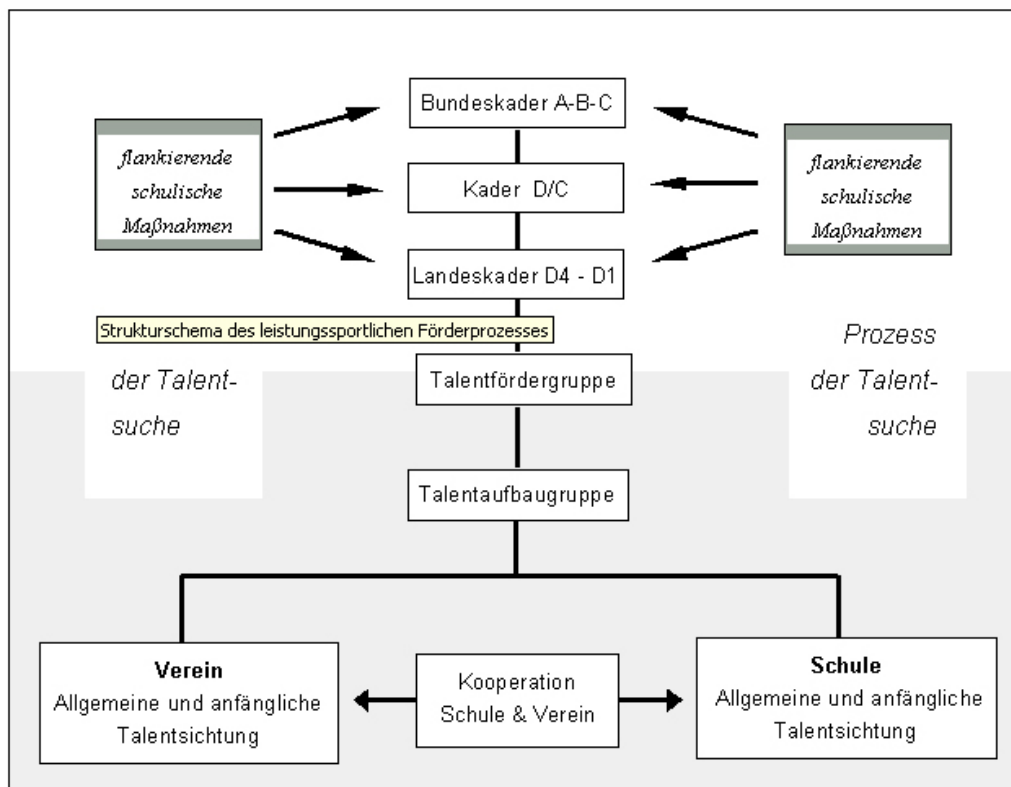 Bundeskader A-B-C
flankierende
schulische
Maßnahmen
Kader D/C
flankierende
schulische
Maßnahmen
Landeskader D4 - D1
Strukturschema des leistungssportlichen Förderprozesses
der Talent-
suche
Prozess
der Talent-
suche
Talentfördergruppe
Talentaufbaugruppe
Verein
Allgemeine und anfängliche
Talentsichtung
Kooperation
Schule & Verein
Schule
Allgemeine und anfängliche
Talentsichtung